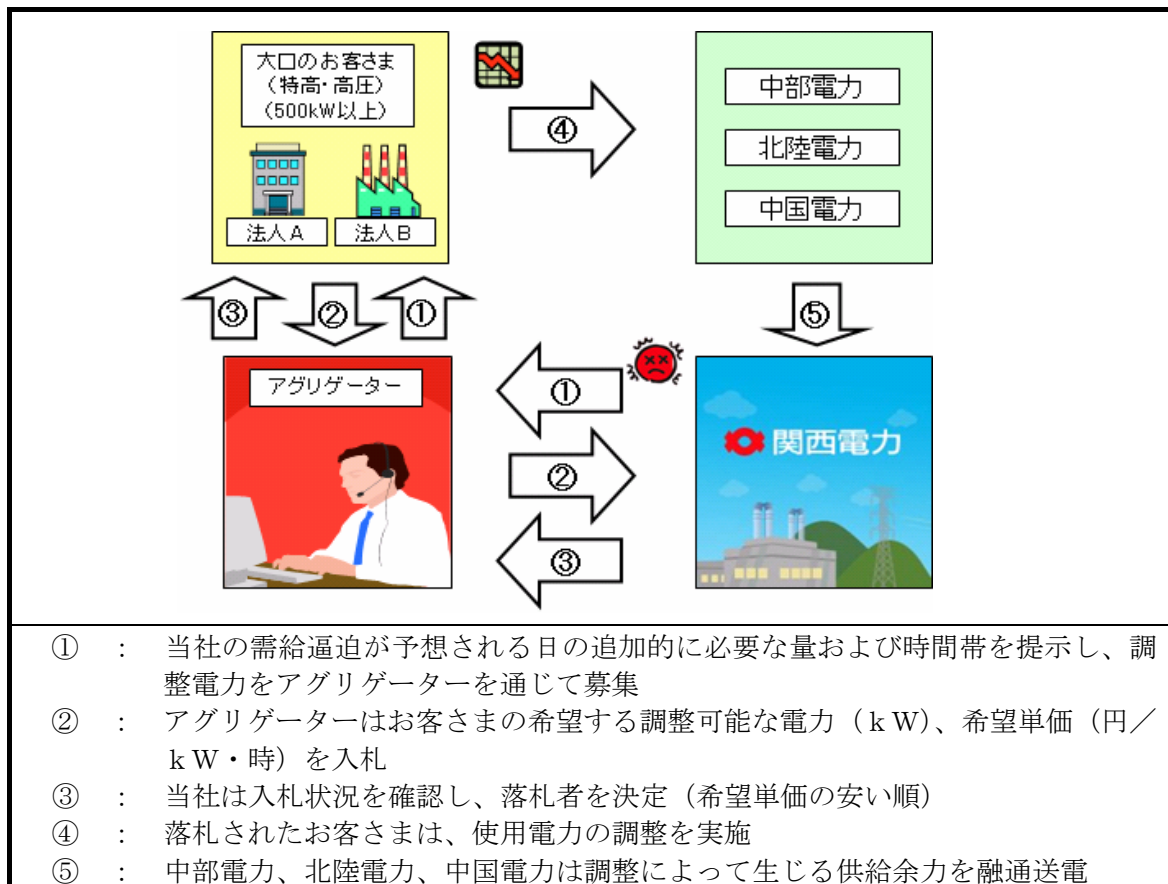 大口のお客さま
（特高・高圧）
（500kW以上）
法人A
法人B
④
中部電力
北陸電力
中国電力
③
②
①
⑤
アグリゲーター
①
②
③
関西電力
① : 当社の需給逼迫が予想される日の追加的に必要な量および時間帯を提示し、調
整電力をアグリゲーターを通じて募集
② : アグリゲーターはお客さまの希望する調整可能な電力（ｋＷ）、希望単価（円／
ｋＷ・時）を入札
③ : 当社は入札状況を確認し、落札者を決定（希望単価の安い順）
④ : 落札されたお客さまは、使用電力の調整を実施
⑤ : 中部電力、北陸電力、中国電力は調整によって生じる供給余力を融通送電